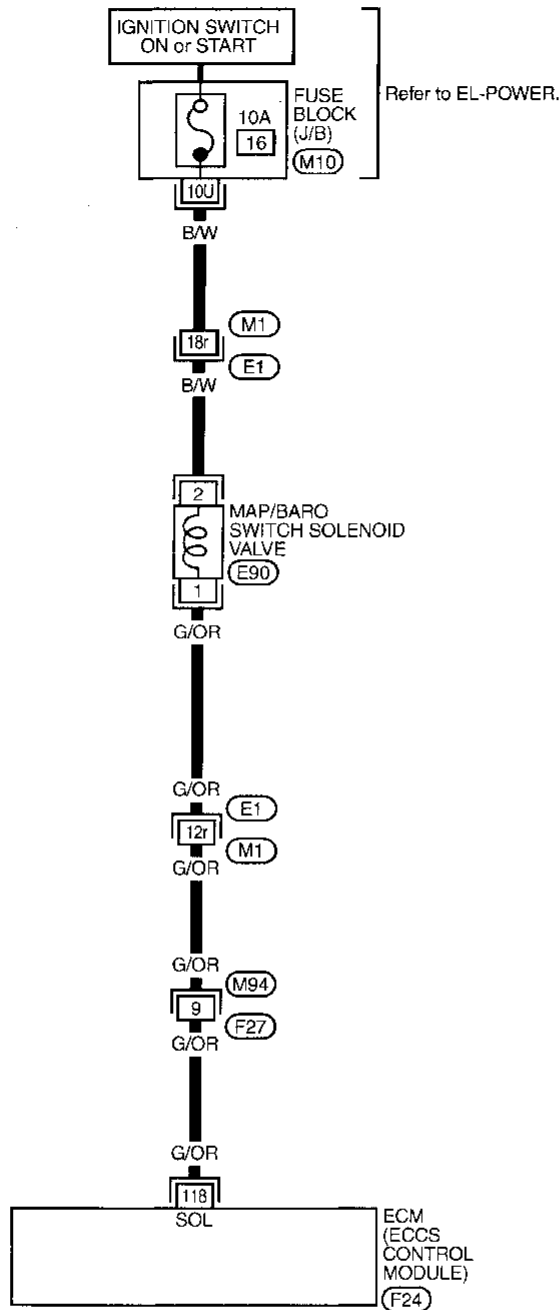 IGNITION SWITCH
ON or START
FUSE
BLOCK
(J/B)
Refer to EL-POWER.
10A
16
M10
10U
B/W
M1
18r
E1
B/W
2
MAP/BARO
SWITCH SOLENOID
VALVE
E90
1
G/OR
G/OR
E1
12r
M1
G/OR
G/OR
M94
9
F27
G/OR
G/OR
118
SOL
ECM
(ECCS
CONTROL
MODULE)
F24